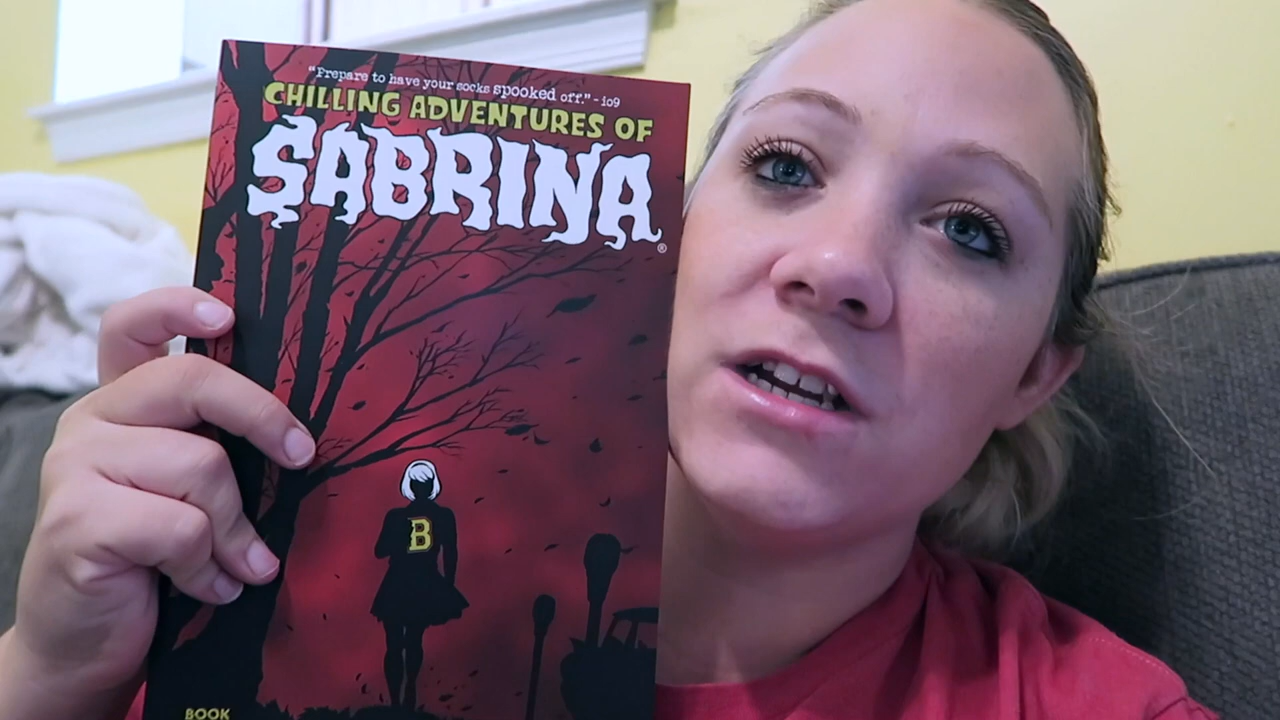 "Prepare to have your socks spooked off." - io9
CHILLING ADVENTURES OF
SABRINA
®
B
BOOK